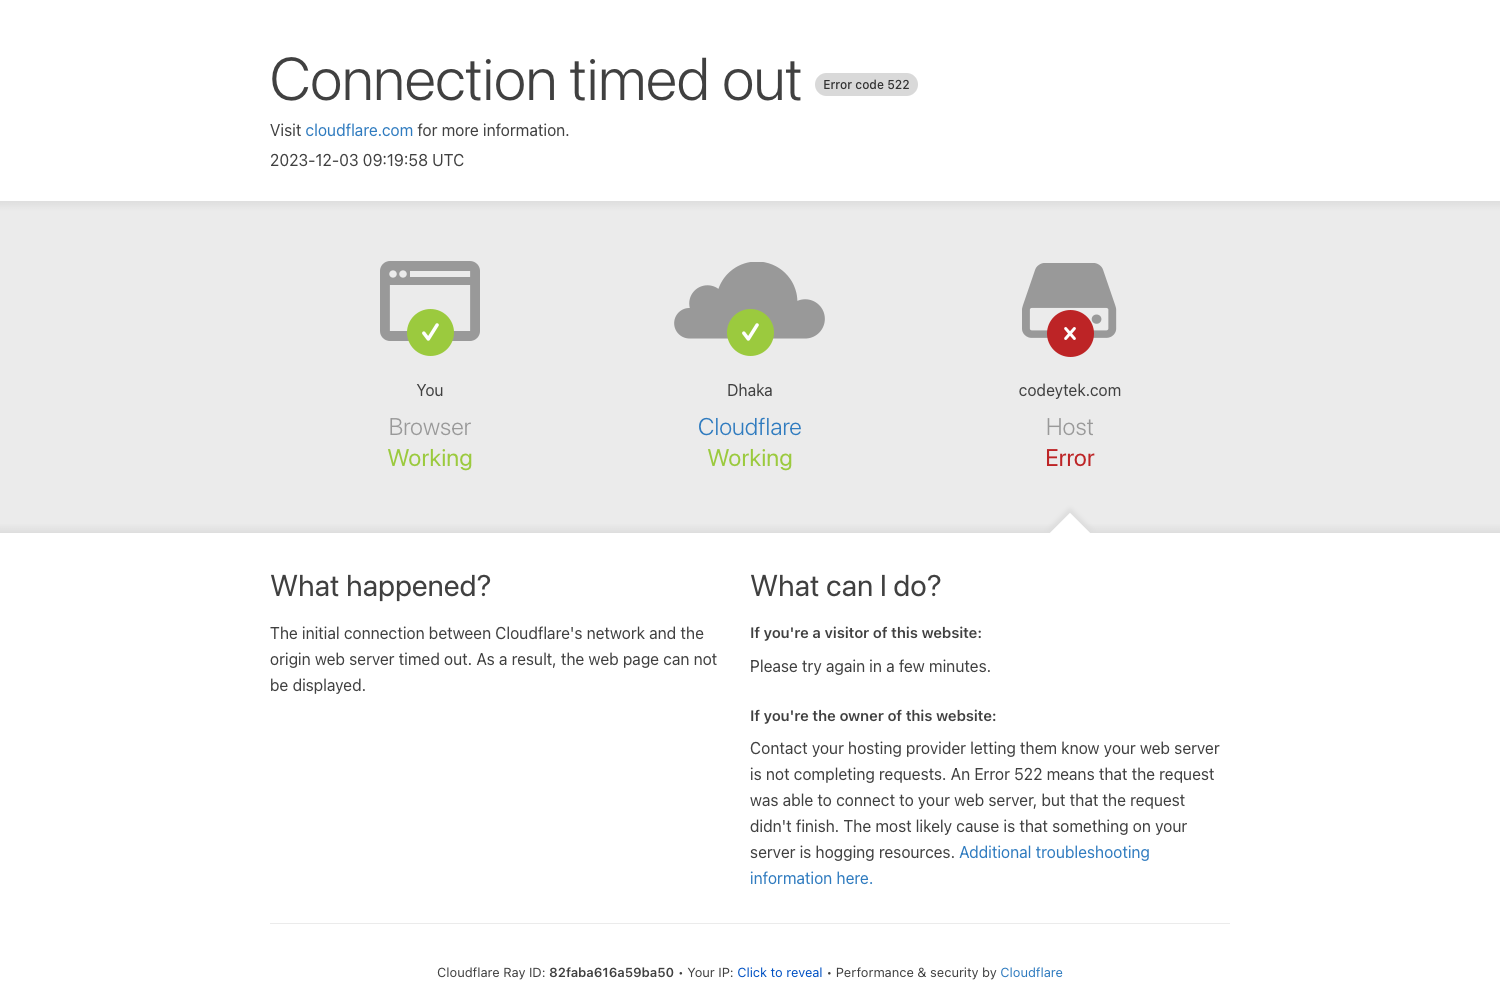 Connection timed out Error code 522
Visit cloudflare.com for more information.
2023-12-03 09:19:58 UTC
You
Browser
Working
Dhaka
Cloudflare
Working
codeytek.com
Host
Error
What happened?
The initial connection between Cloudflare's network and the
origin web server timed out. As a result, the web page can not
be displayed.
What can I do?
If you're a visitor of this website:
Please try again in a few minutes.
If you're the owner of this website:
Contact your hosting provider letting them know your web server
is not completing requests. An Error 522 means that the request
was able to connect to your web server, but that the request
didn't finish. The most likely cause is that something on your
server is hogging resources. Additional troubleshooting
information here.
Cloudflare Ray ID: 82faba616a59ba50 • Your IP: Click to reveal • Performance & security by Cloudflare